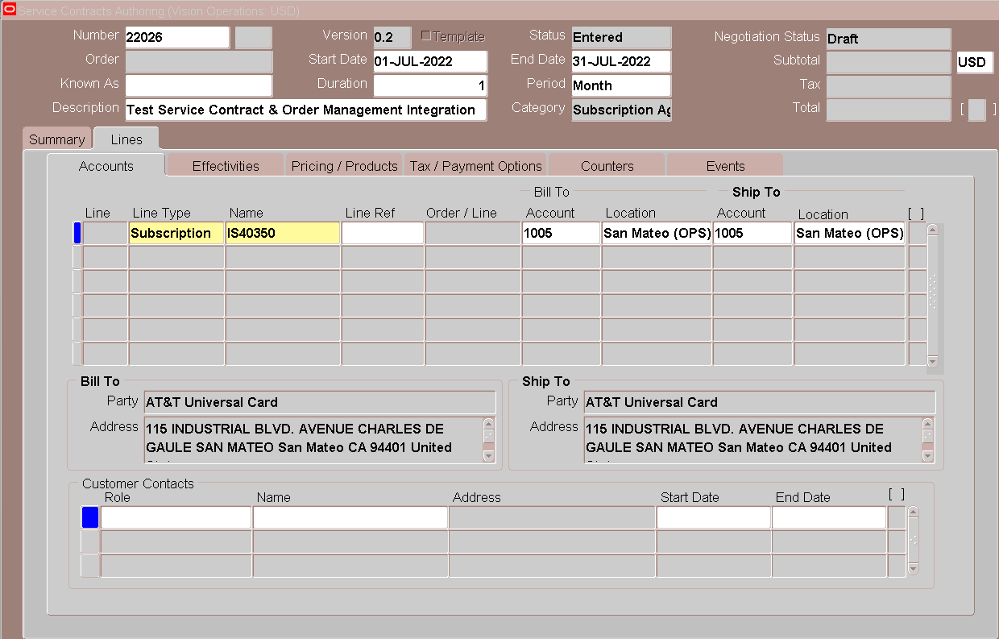 Service Contracts Authoring (Vision Operations: USD)
Number 22026 Version 0.2 Template Status Entered Negotiation Status Draft
Order Start Date 01-JUL-2022 End Date 31-JUL-2022 Subtotal USD
Known As Duration 1 Period Month Tax
Description Test Service Contract & Order Management Integration Category Subscription Total [ ]
Summary Lines
Accounts Effectivities Pricing / Products Tax / Payment Options Counters Events
Bill To Ship To
Line Line Type Name Line Ref Order / Line Account Location Account Location [ ]
Subscription IS40350 1005 San Mateo (OPS) 1005 San Mateo (OPS)
Bill To Ship To
Party AT&T Universal Card Party AT&T Universal Card
Address 115 INDUSTRIAL BLVD. AVENUE CHARLES DE Address 115 INDUSTRIAL BLVD. AVENUE CHARLES DE
GAULE SAN MATEO San Mateo CA 94401 United GAULE SAN MATEO San Mateo CA 94401 United
Customer Contacts
Role Name Address Start Date End Date [ ]